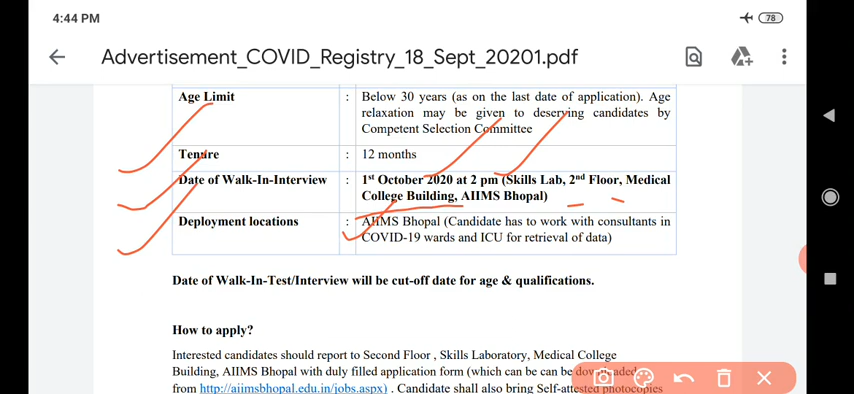 4:44 PM
78
Advertisement_COVID_Registry_18_Sept_20201.pdf
Age Limit : Below 30 years (as on the last date of application). Age
relaxation may be given to deserving candidates by
Competent Selection Committee
Tenure : 12 months
Date of Walk-In-Interview : 1st October 2020 at 2 pm (Skills Lab, 2nd Floor, Medical
College Building, AIIMS Bhopal)
Deployment locations : AIIMS Bhopal (Candidate has to work with consultants in
COVID-19 wards and ICU for retrieval of data)
Date of Walk-In-Test/Interview will be cut-off date for age & qualifications.
How to apply?
Interested candidates should report to Second Floor , Skills Laboratory, Medical College
Building, AIIMS Bhopal with duly filled application form (which can be can be downloaded
from http://aiimsbhopal.edu.in/jobs.aspx) . Candidate shall also bring Self-attested photocopies